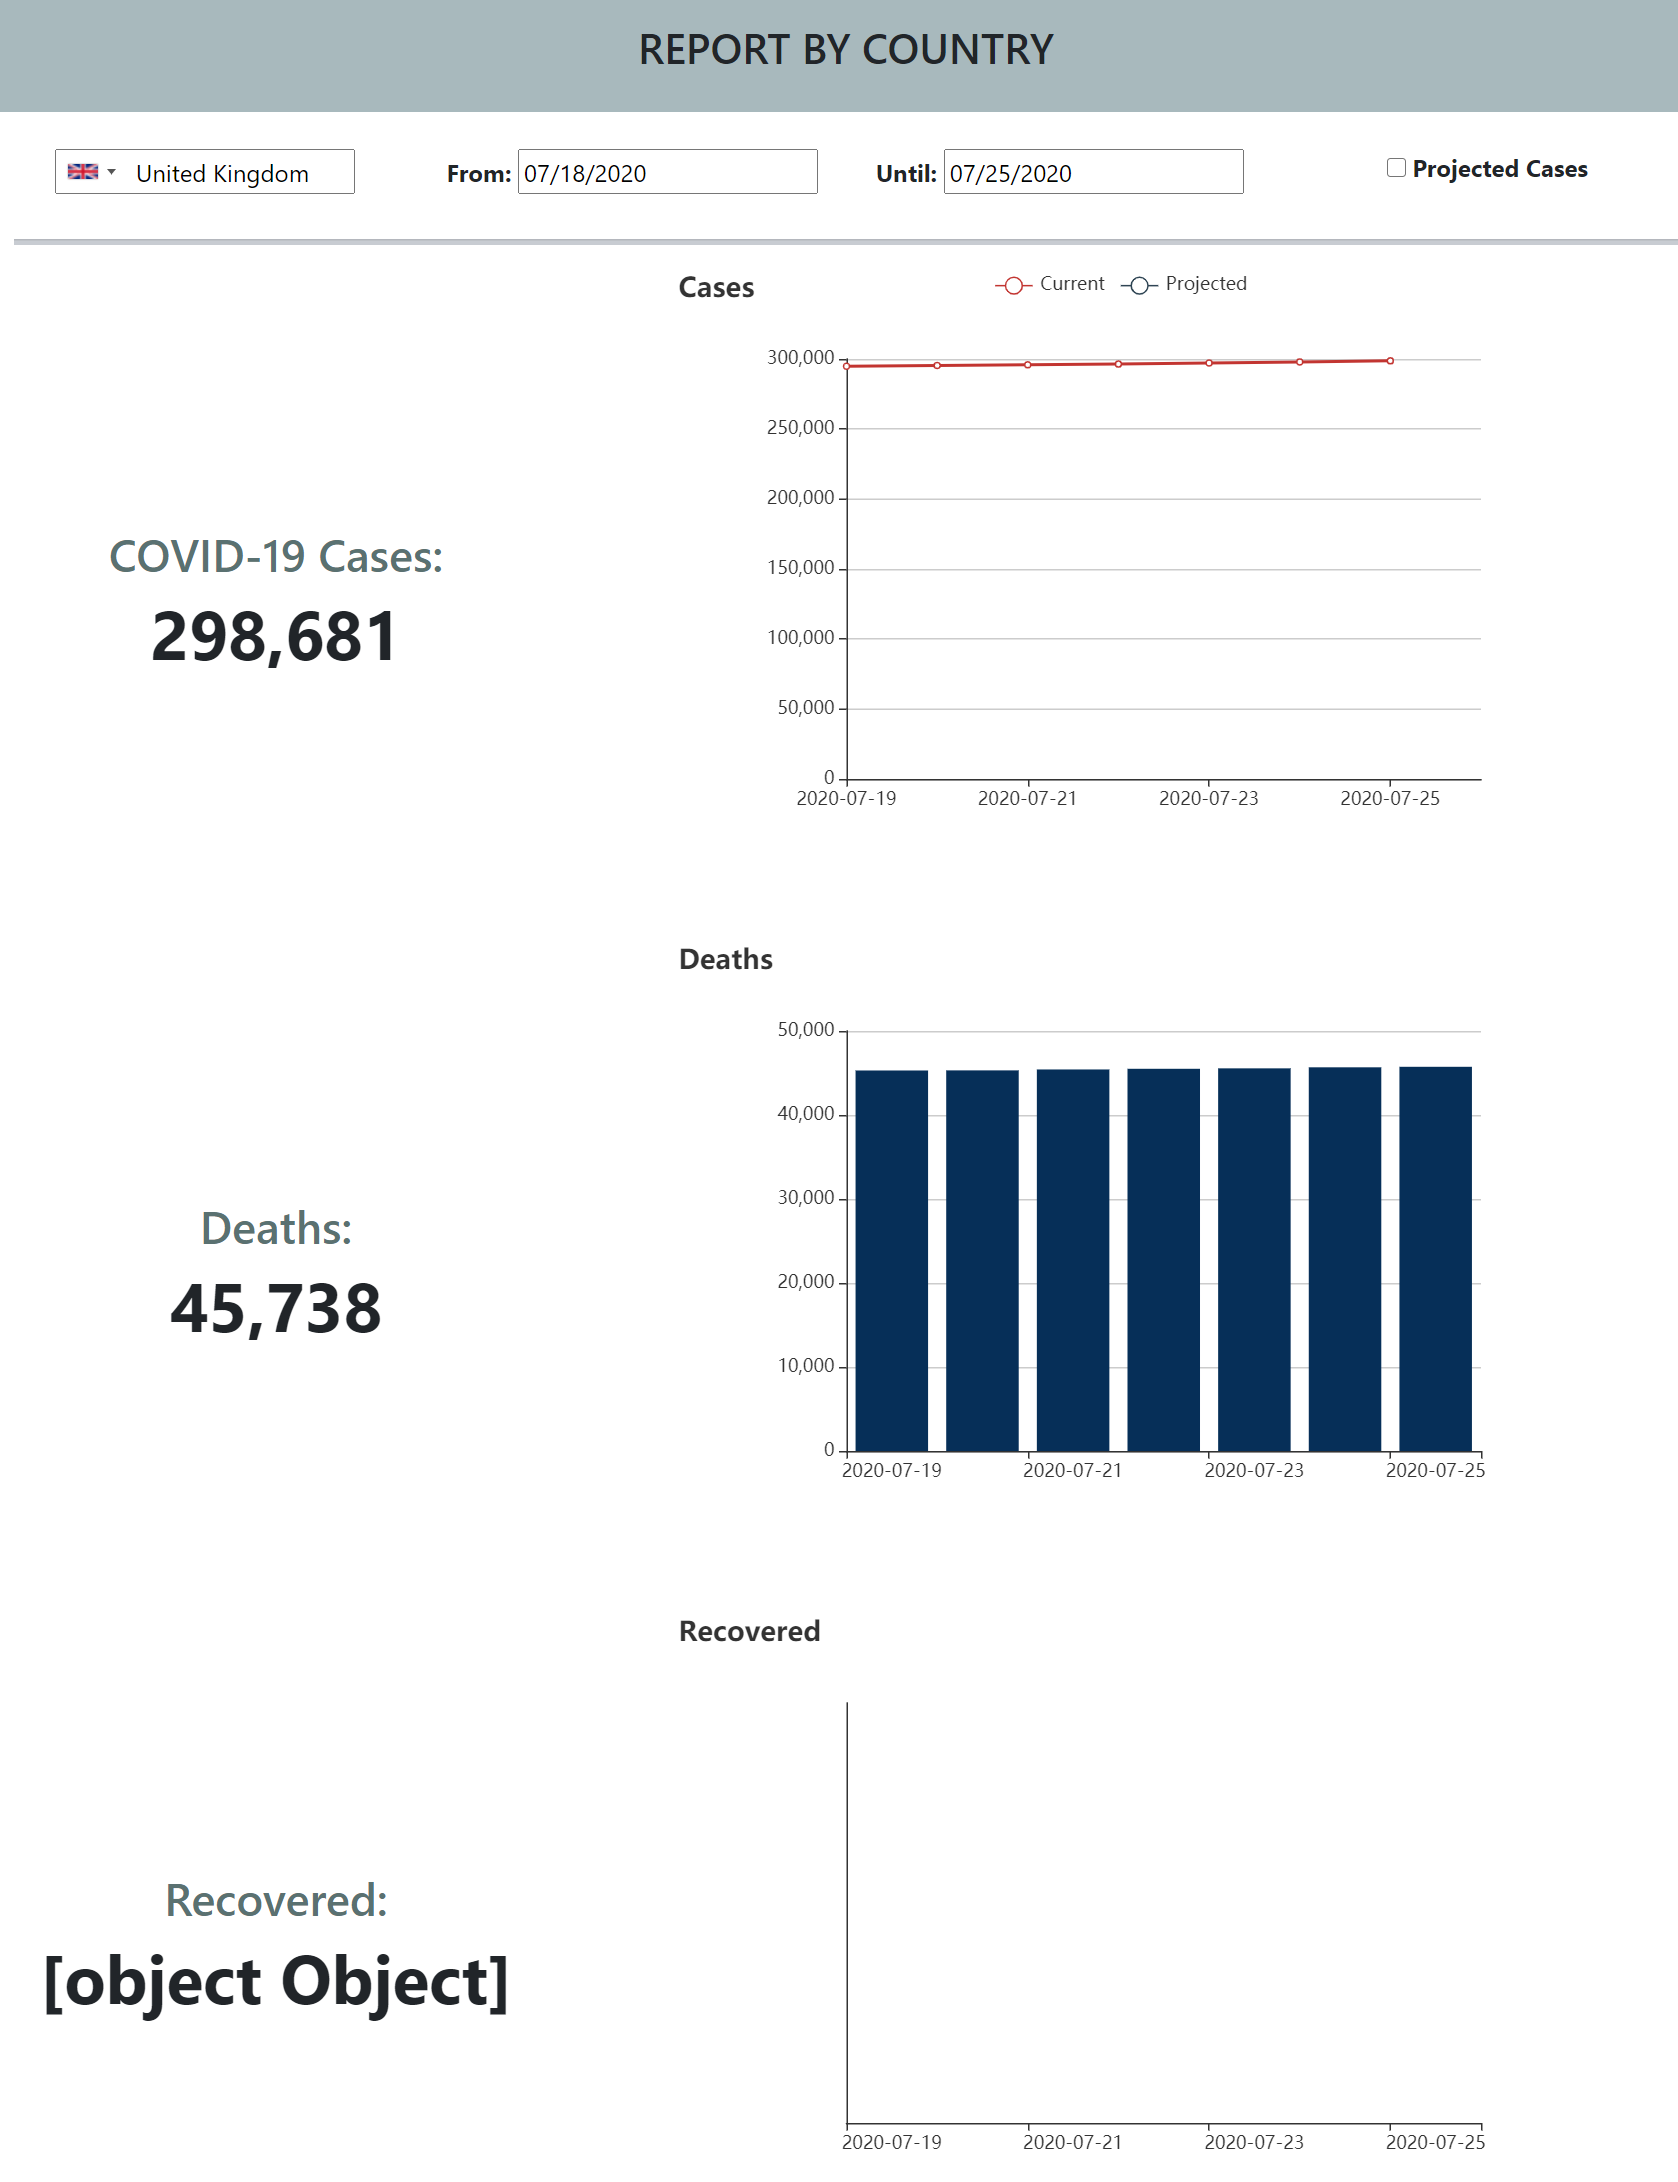 REPORT BY COUNTRY
United Kingdom
From: 07/18/2020
Until: 07/25/2020
Projected Cases
Cases
Current
Projected
300,000
250,000
200,000
150,000
100,000
50,000
0
2020-07-19 2020-07-21 2020-07-23 2020-07-25
COVID-19 Cases:
298,681
Deaths
50,000
40,000
30,000
20,000
10,000
0
2020-07-19 2020-07-21 2020-07-23 2020-07-25
Deaths:
45,738
Recovered
2020-07-19 2020-07-21 2020-07-23 2020-07-25
Recovered:
[object Object]